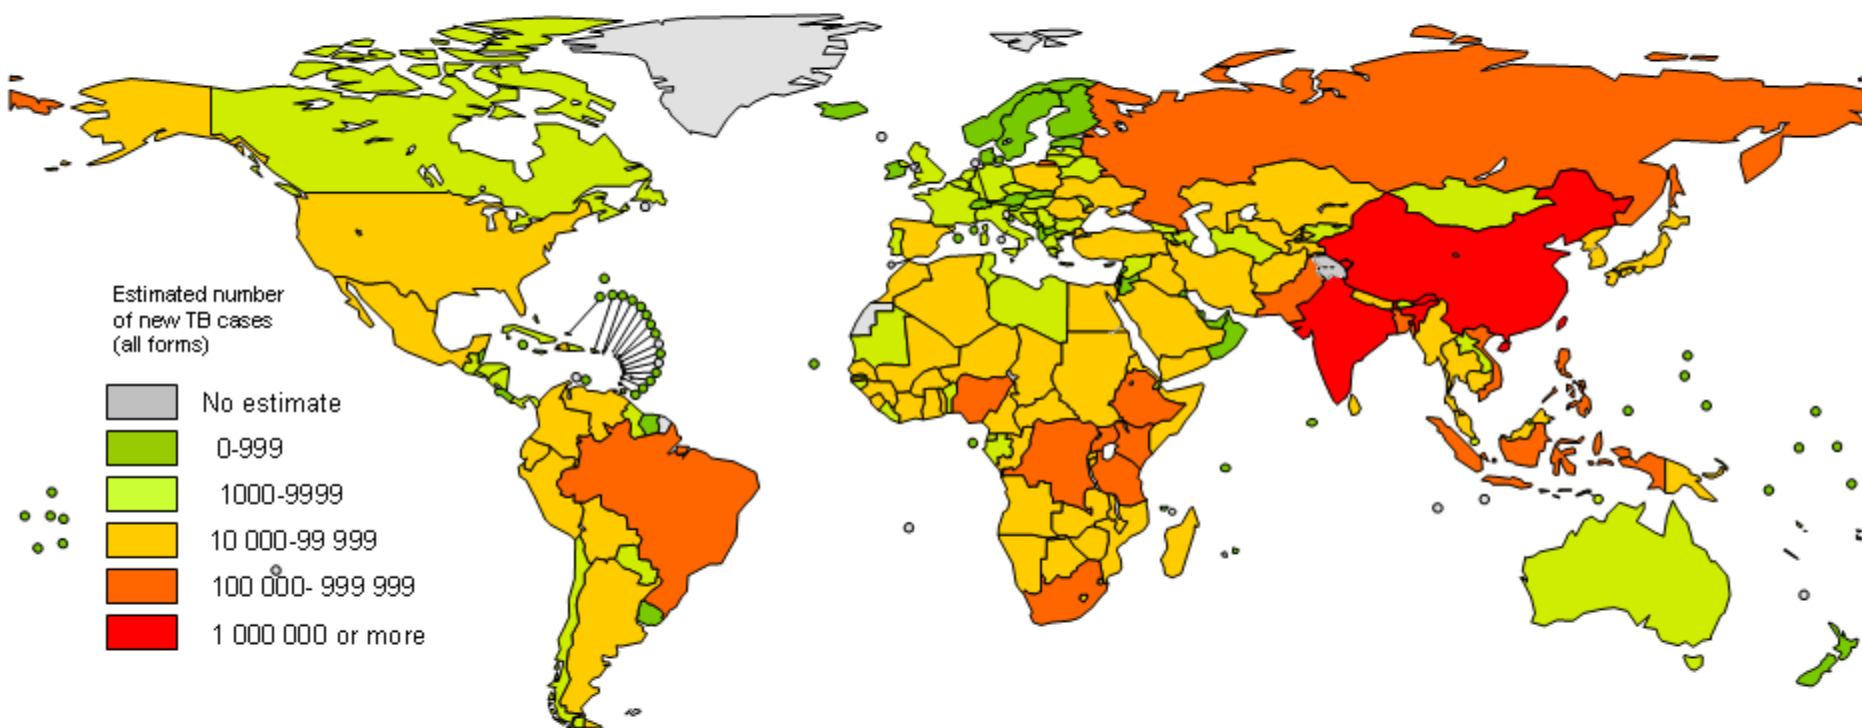 Estimated number
of new TB cases
(all forms)
No estimate
0-999
1000-9999
10 000-99 999
100 000- 999 999
1 000 000 or more